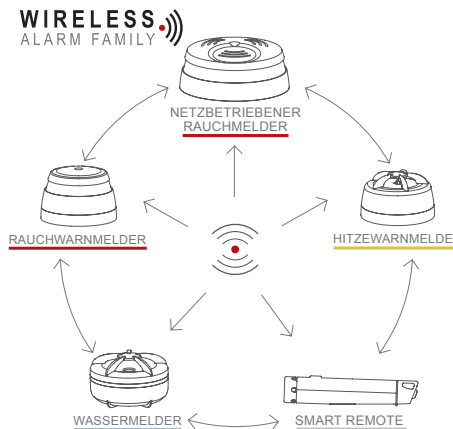 WIRELESS
ALARM FAMILY
NETZBETRIEBENER
RAUCHMELDER
RAUCHWARNMELDER
HITZEWARNMELDE
WASSERMELDER
SMART REMOTE